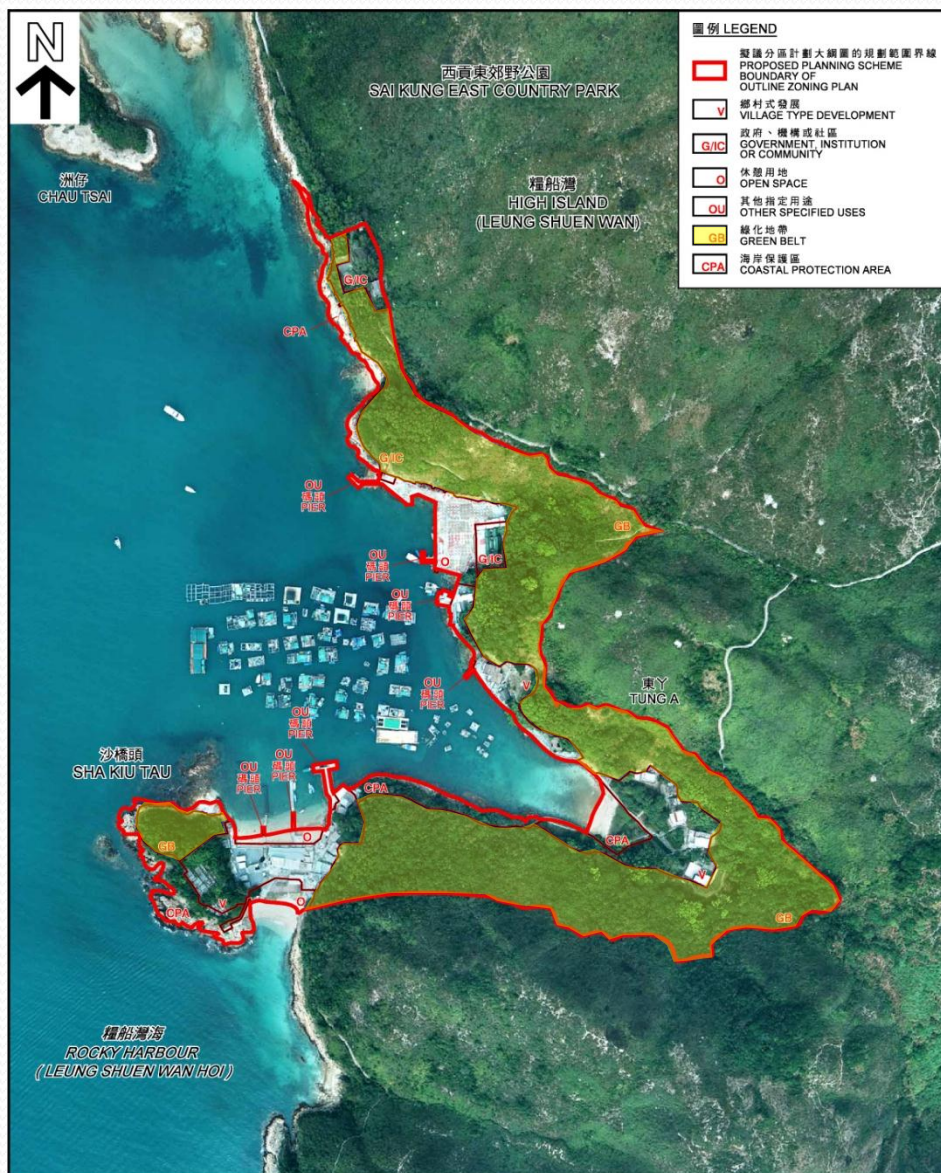 N
圖例 LEGEND
擬議分區計劃大綱圖的規劃範圍界線
PROPOSED PLANNING SCHEME
BOUNDARY OF
OUTLINE ZONING PLAN
V
鄉村式發展
VILLAGE TYPE DEVELOPMENT
G/IC
政府、機構或社區
GOVERNMENT, INSTITUTION
OR COMMUNITY
O
休憩用地
OPEN SPACE
OU
其他指定用途
OTHER SPECIFIED USES
GB
綠化地帶
GREEN BELT
CPA
海岸保護區
COASTAL PROTECTION AREA
西貢東郊野公園
SAI KUNG EAST COUNTRY PARK
洲仔
CHAU TSAI
糧船灣
HIGH ISLAND
(LEUNG SHUEN WAN)
G/IC
CPA
G/IC
OU
碼頭
PIER
GB
OU
碼頭
PIER
O
G/IC
OU
碼頭
PIER
東丫
TUNG A
OU
碼頭
PIER
V
OU
碼頭
PIER
沙橋頭
SHA KIU TAU
OU
碼頭
PIER
CPA
O
CPA
GB
V
V
CPA
O
GB
糧船灣海
ROCKY HARBOUR
(LEUNG SHUEN WAN HOI)